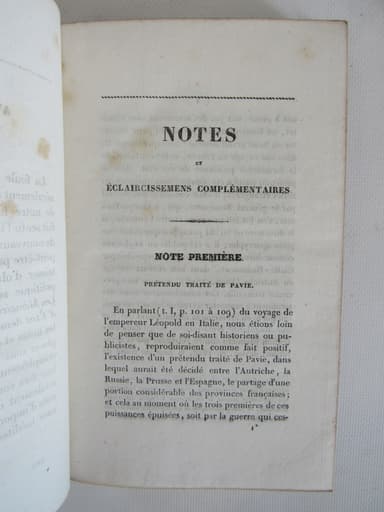 NOTES
ET
ÉCLAIRCISSEMENS COMPLÉMENTAIRES
NOTE PREMIÈRE.
PRÉTENDU TRAITÉ DE PAVIE.
En parlant (t. I, p. 101 à 109) du voyage de
l'empereur Léopold en Italie, nous étions loin
de penser que de soi-disant historiens ou pu-
blicistes, reproduiraient comme fait positif,
l'existence d'un prétendu traité de Pavie, dans
lequel aurait été décidé entre l'Autriche, la
Russie, la Prusse et l'Espagne, le partage d'une
portion considérable des provinces françaises;
et cela au moment où les trois premières de ces
puissances épuisées, soit par la guerra qui ces-